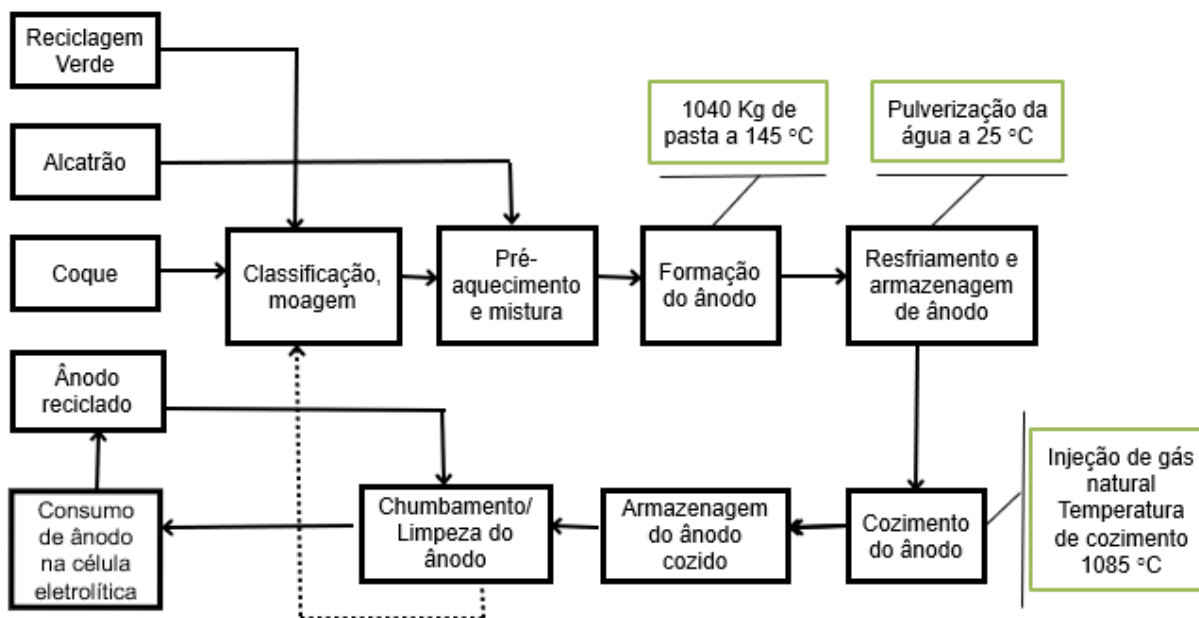 Reciclagem
Verde
1040 Kg de
pasta a 145 °C
Pulverização da
água a 25 °C
Alcatrão
Coque
Classificação,
moagem
Pré-
aquecimento
e mistura
Formação
do ânodo
Resfriamento e
armazenagem
de ânodo
Ânodo
reciclado
Consumo
de ânodo
na célula
eletrolítica
Chumbamento/
Limpeza do
ânodo
Armazenagem
do ânodo
cozido
Cozimento
do ânodo
Injeção de gás
natural
Temperatura
de cozimento
1085 °C